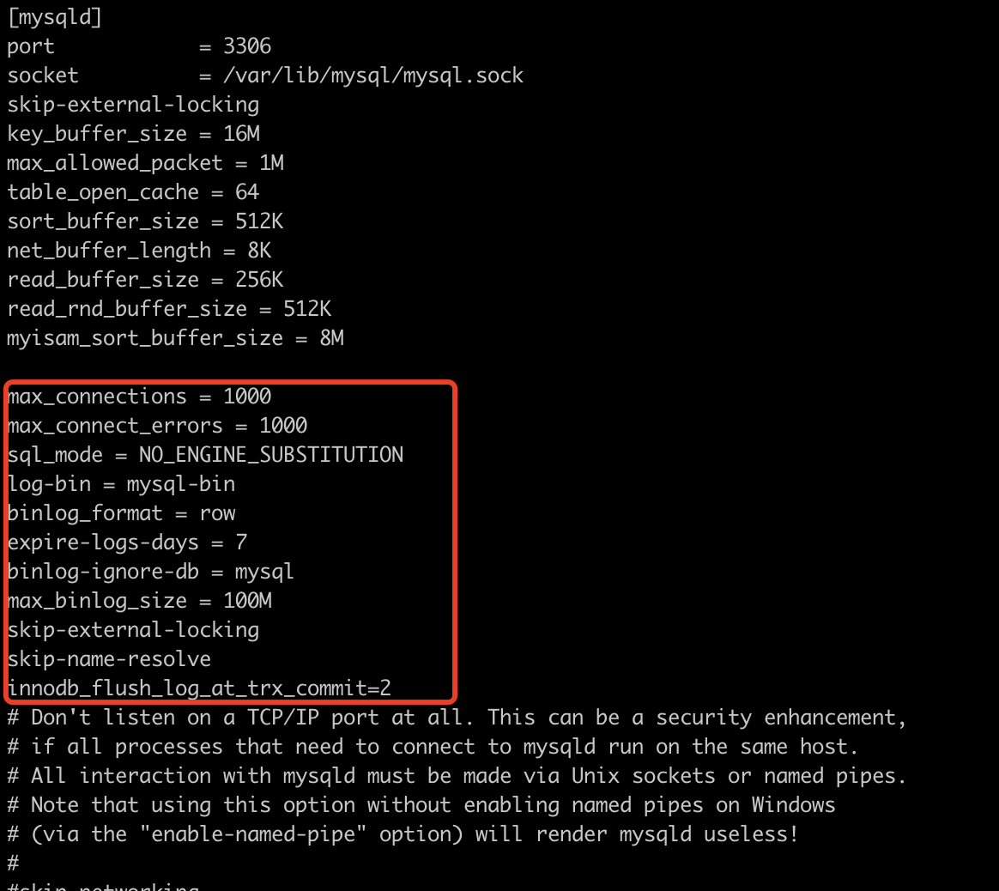 [mysqld]
port            = 3306
socket          = /var/lib/mysql/mysql.sock
skip-external-locking
key_buffer_size = 16M
max_allowed_packet = 1M
table_open_cache = 64
sort_buffer_size = 512K
net_buffer_length = 8K
read_buffer_size = 256K
read_rnd_buffer_size = 512K
myisam_sort_buffer_size = 8M
max_connections = 1000
max_connect_errors = 1000
sql_mode = NO_ENGINE_SUBSTITUTION
log-bin = mysql-bin
binlog_format = row
expire-logs-days = 7
binlog-ignore-db = mysql
max_binlog_size = 100M
skip-external-locking
skip-name-resolve
innodb_flush_log_at_trx_commit=2
# Don't listen on a TCP/IP port at all. This can be a security enhancement,
# if all processes that need to connect to mysqld run on the same host.
# All interaction with mysqld must be made via Unix sockets or named pipes.
# Note that using this option without enabling named pipes on Windows
# (via the "enable-named-pipe" option) will render mysqld useless!
#
#skip-networking